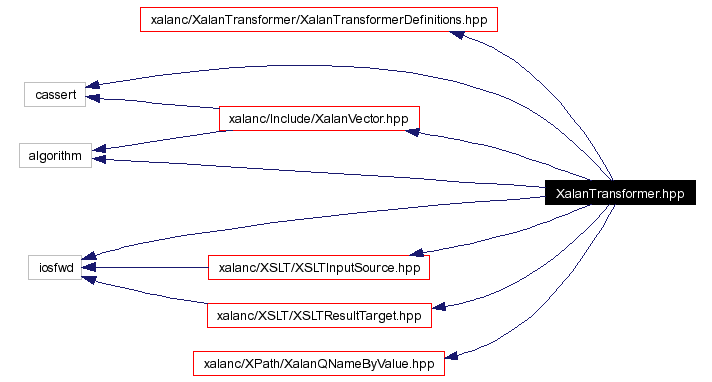 xalanc/XalanTransformer/XalanTransformerDefinitions.hpp
cassert
xalanc/Include/XalanVector.hpp
algorithm
XalanTransformer.hpp
iosfwd
xalanc/XSLT/XSLTInputSource.hpp
xalanc/XSLT/XSLTResultTarget.hpp
xalanc/XPath/XalanQNameByValue.hpp